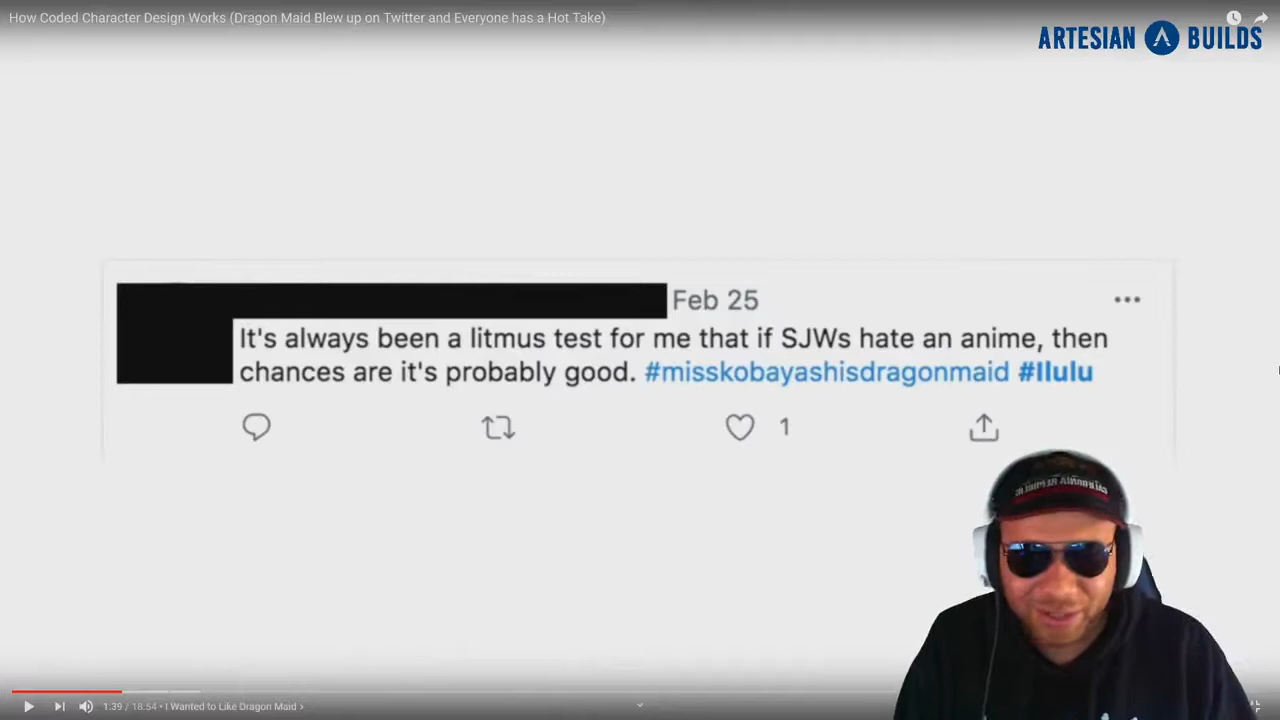 How Coded Character Design Works (Dragon Maid Blew up on Twitter and Everyone has a Hot Take)
ARTESIAN BUILDS
Feb 25
It's always been a litmus test for me that if SJWs hate an anime, then
chances are it's probably good. #misskobayashisdragonmaid #Ilulu
1
1:39 / 18:54 • I Wanted to Like Dragon Maid ›